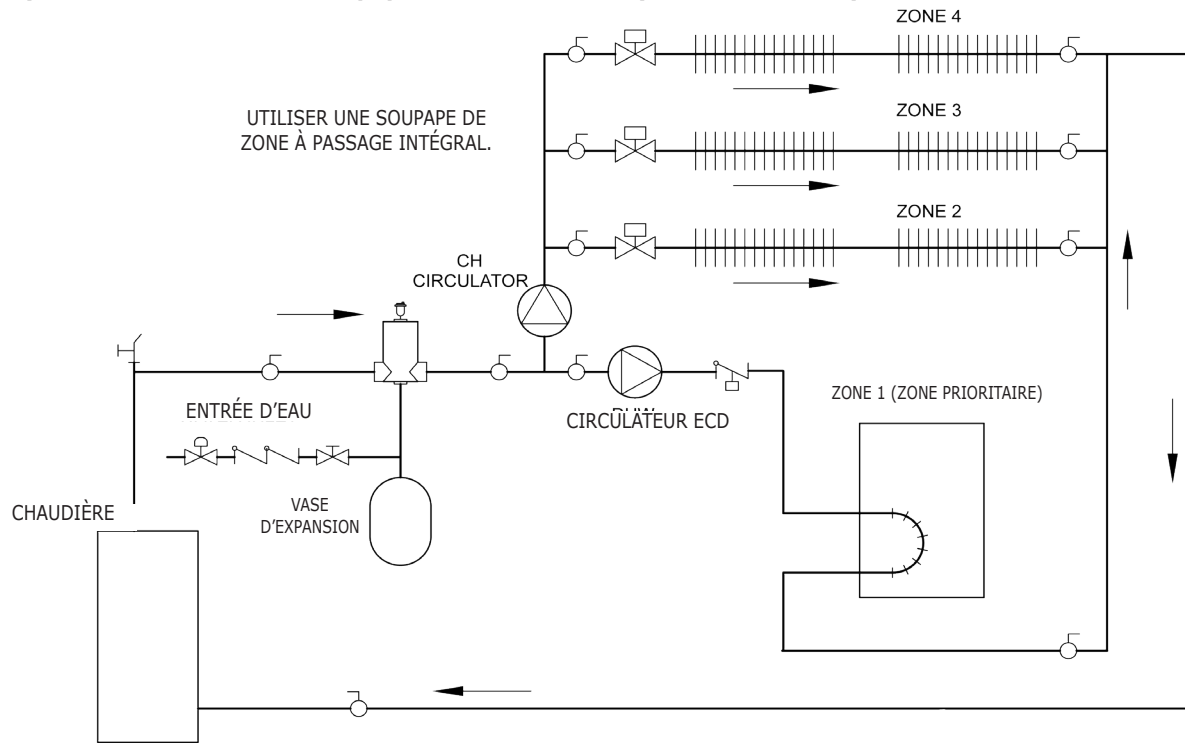 ZONE 4
UTILISER UNE SOUPAPE DE
ZONE À PASSAGE INTÉGRAL.
ZONE 3
ZONE 2
CH
CIRCULATOR
ENTRÉE D'EAU
CIRCULATEUR ECD
ZONE 1 (ZONE PRIORITAIRE)
CHAUDIÈRE
VASE
D'EXPANSION